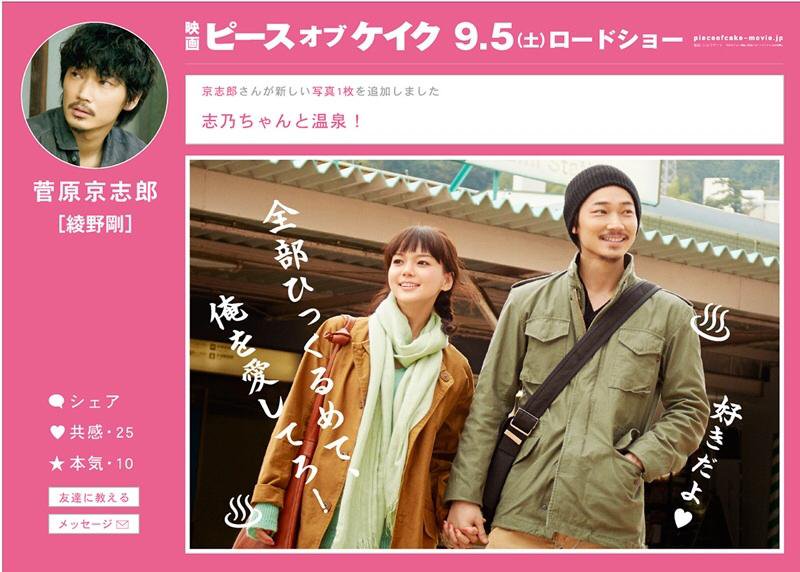 映画 ピース オブ ケイク 9.5(土)ロードショー
pieceofcake-movie.jp
京志郎さんが新しい写真1枚を追加しました
志乃ちゃんと温泉！
菅原京志郎
［綾野剛］
全部ひっくるめて、
俺を愛してろ！
好きだよ♥
シェア
共感・25
本気・10
友達に教える
メッセージ